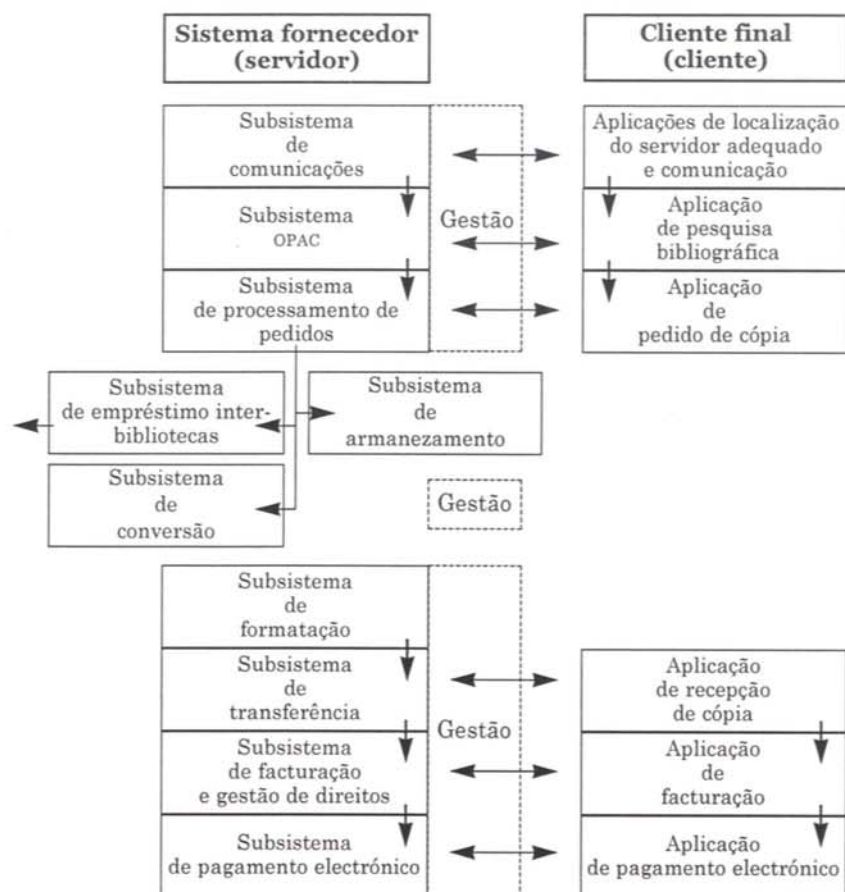 Sistema fornecedor
(servidor)
Cliente final
(cliente)
Subsistema
de
comunicações
Aplicações de localização
do servidor adequado
e comunicação
Subsistema
OPAC
Gestão
Aplicação
de pesquisa
bibliográfica
Subsistema
de processamento de
pedidos
Aplicação
de
pedido de cópia
Subsistema
de empréstimo inter-
bibliotecas
Subsistema
de
armanezamento
Subsistema
de
conversão
Gestão
Subsistema
de
formatação
Subsistema
de
transferência
Aplicação
de recepção
de cópia
Gestão
Subsistema
de facturação
e gestão de direitos
Aplicação
de
facturação
Subsistema
de pagamento electrónico
Aplicação
de pagamento electrónico